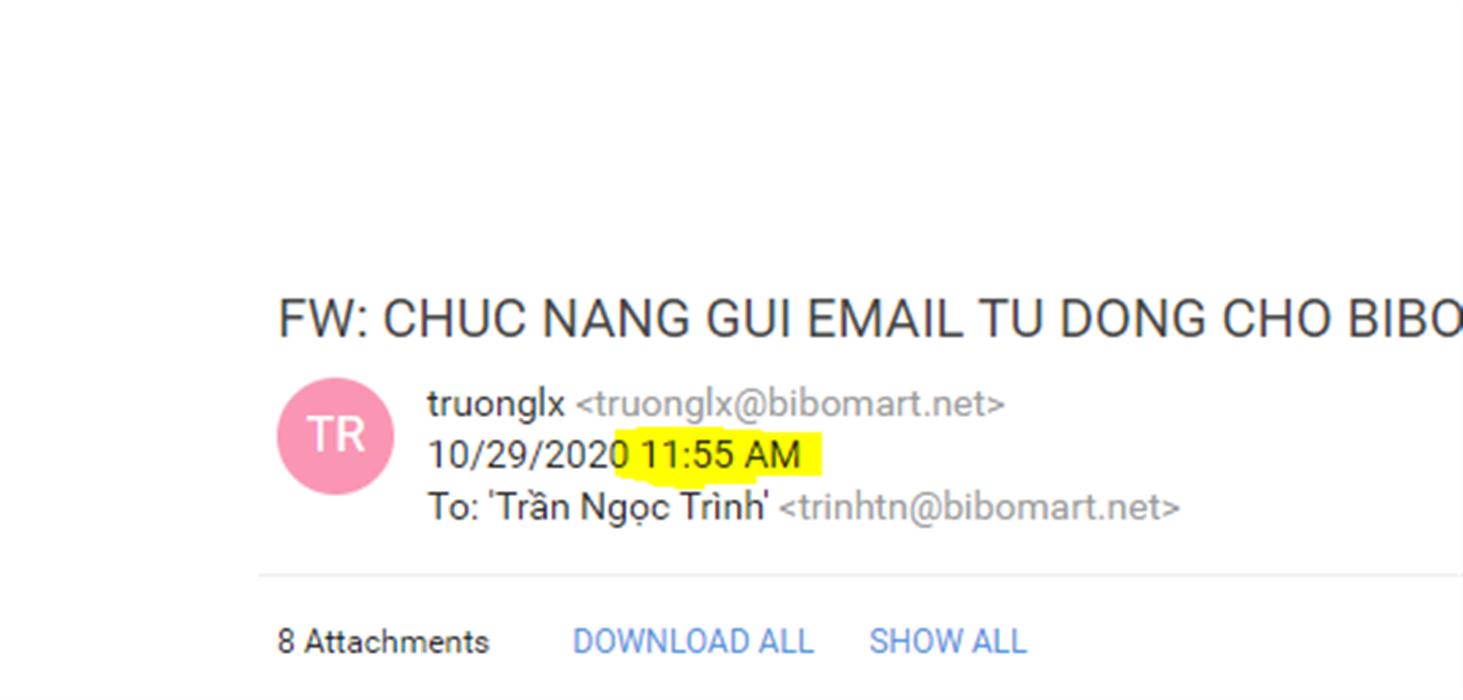 FW: CHUC NANG GUI EMAIL TU DONG CHO BIBO
TR
truonglx <truonglx@bibomart.net>
10/29/2020 11:55 AM
To: 'Trần Ngọc Trình' <trinhtn@bibomart.net>
8 Attachments DOWNLOAD ALL SHOW ALL